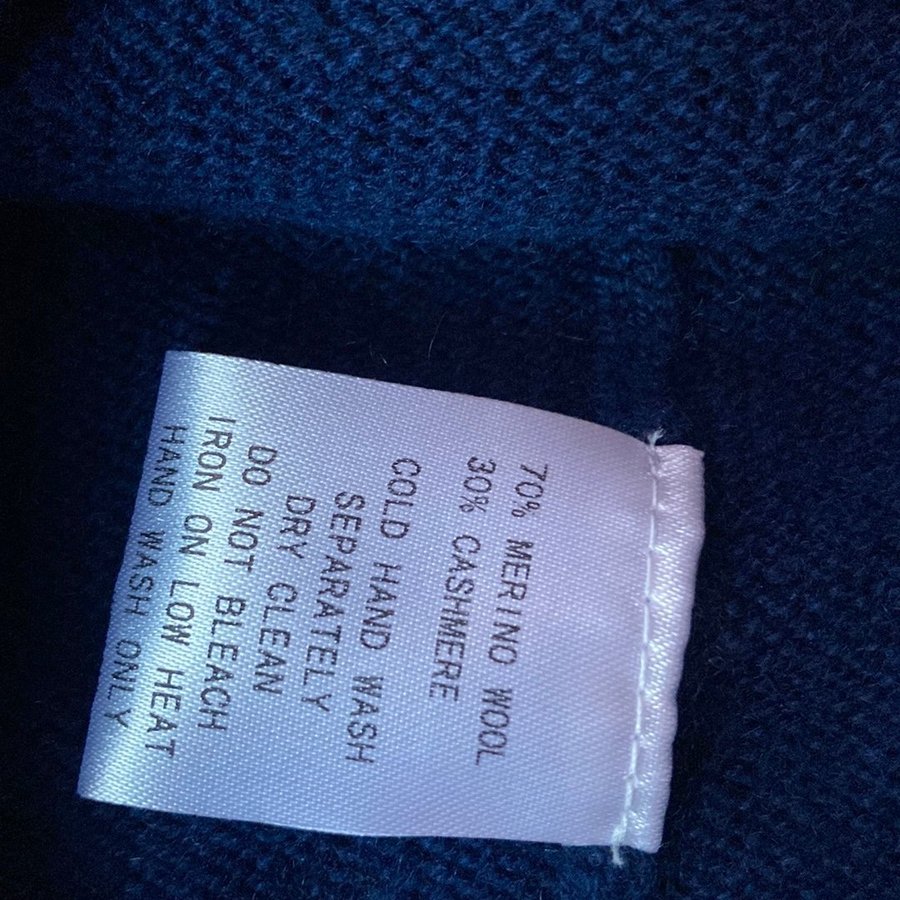 70% MERINO WOOL
30% CASHMERE
COLD HAND WASH
SEPARATELY
DRY CLEAN
DO NOT BLEACH
IRON ON LOW HEAT
HAND WASH ONLY